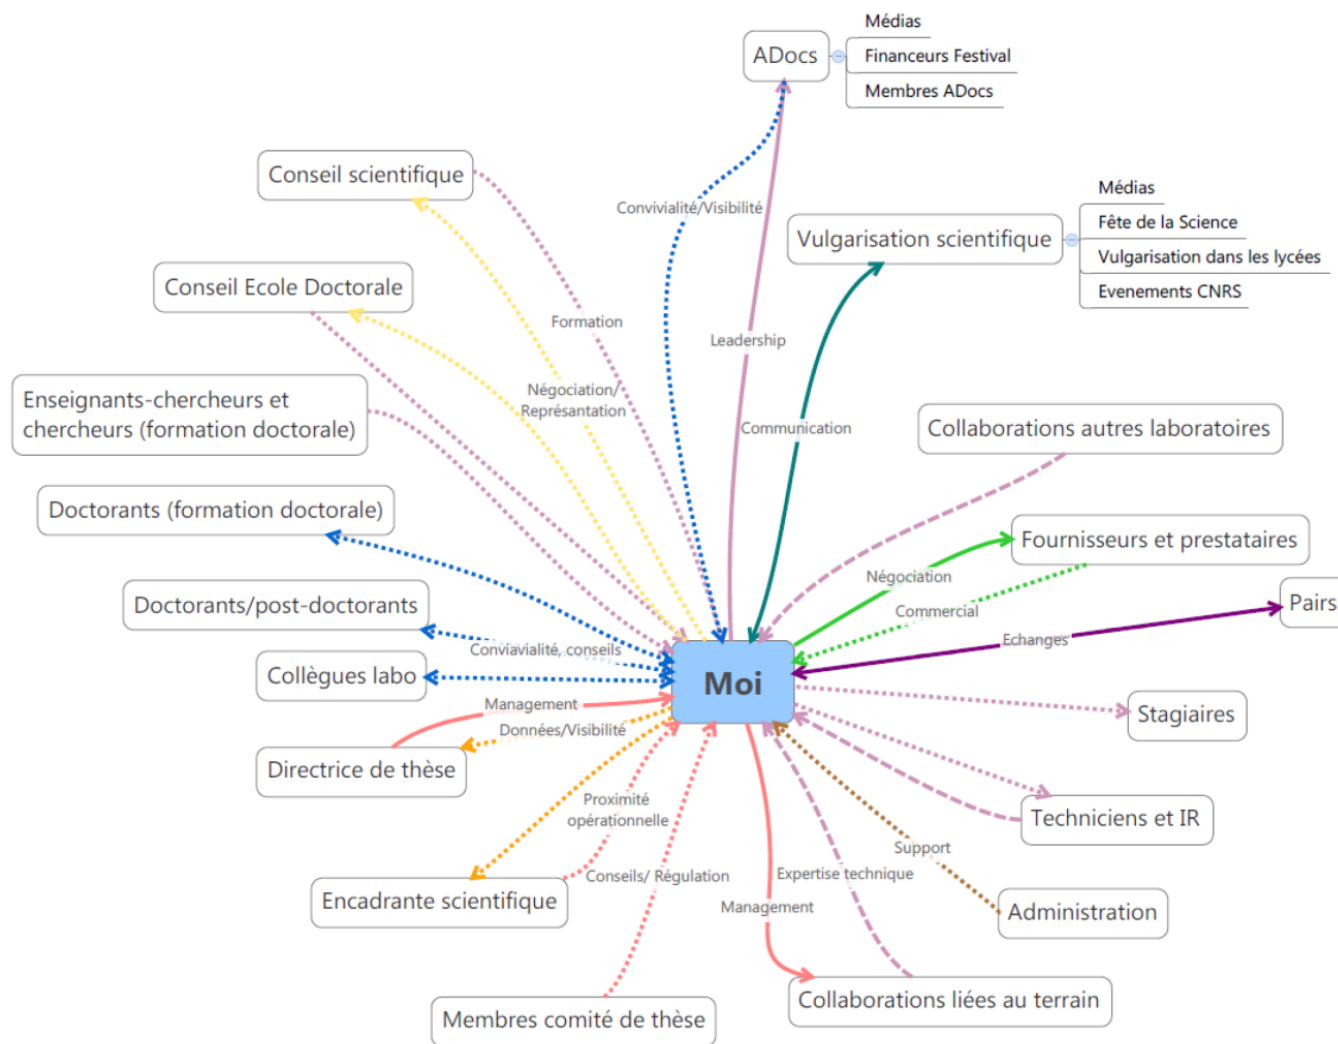 Médias
ADocs
Financeurs Festival
Membres ADocs
Conseil scientifique
Convivialité/Visibilité
Médias
Vulgarisation scientifique
Fête de la Science
Vulgarisation dans les lycées
Evenements CNRS
Conseil Ecole Doctorale
Formation
Leadership
Négociation/
Représantation
Enseignants-chercheurs et
chercheurs (formation doctorale)
Communication
Collaborations autres laboratoires
Doctorants (formation doctorale)
Fournisseurs et prestataires
Négociation
Commercial
Doctorants/post-doctorants
Pairs
Echanges
Conviavialité, conseils
Collègues labo
Moi
Management
Données/Visibilité
Stagiaires
Directrice de thèse
Proximité
opérationnelle
Techniciens et IR
Support
Conseils/ Régulation
Expertise technique
Encadrante scientifique
Management
Administration
Collaborations liées au terrain
Membres comité de thèse